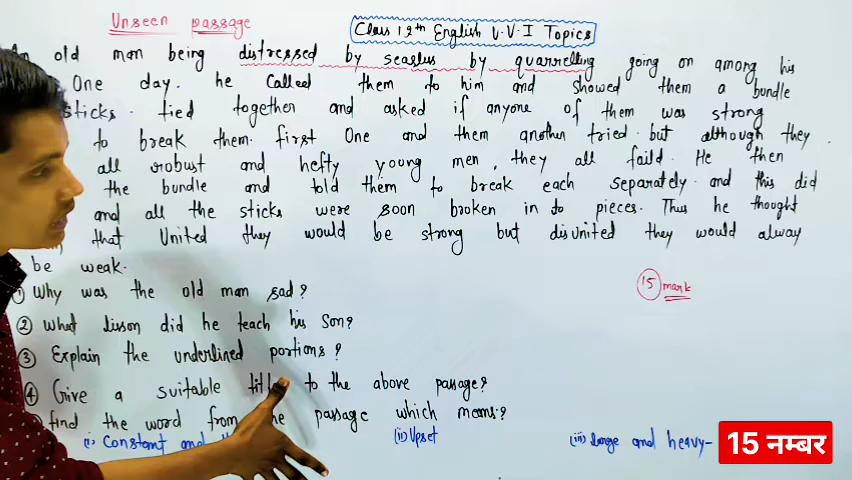 Unseen passage
Class 12th English V.V.I Topics
An old man being distressed by seaslus by quarrelling going on among his
One day. he called them to him and showed them a bundle
sticks. tied together and asked if anyone of them was strong
to break them. first One and them another tried. but although they
all robust and hefty young men, they all faild. He then
the bundle and told them to break each separately. and this did
and all the sticks were soon broken in to pieces. Thus he thought
that United they would be strong but disunited they would alway
be weak.
15 mark
① Why was the old man sad?
② what lisson did he teach his son?
③ Explain the underlined portions?
④ Give a suitable to the above passage?
find the word from passage which means?
(i) Constant and
(ii) Upset
(iii) large and heavy-
15 नम्बर